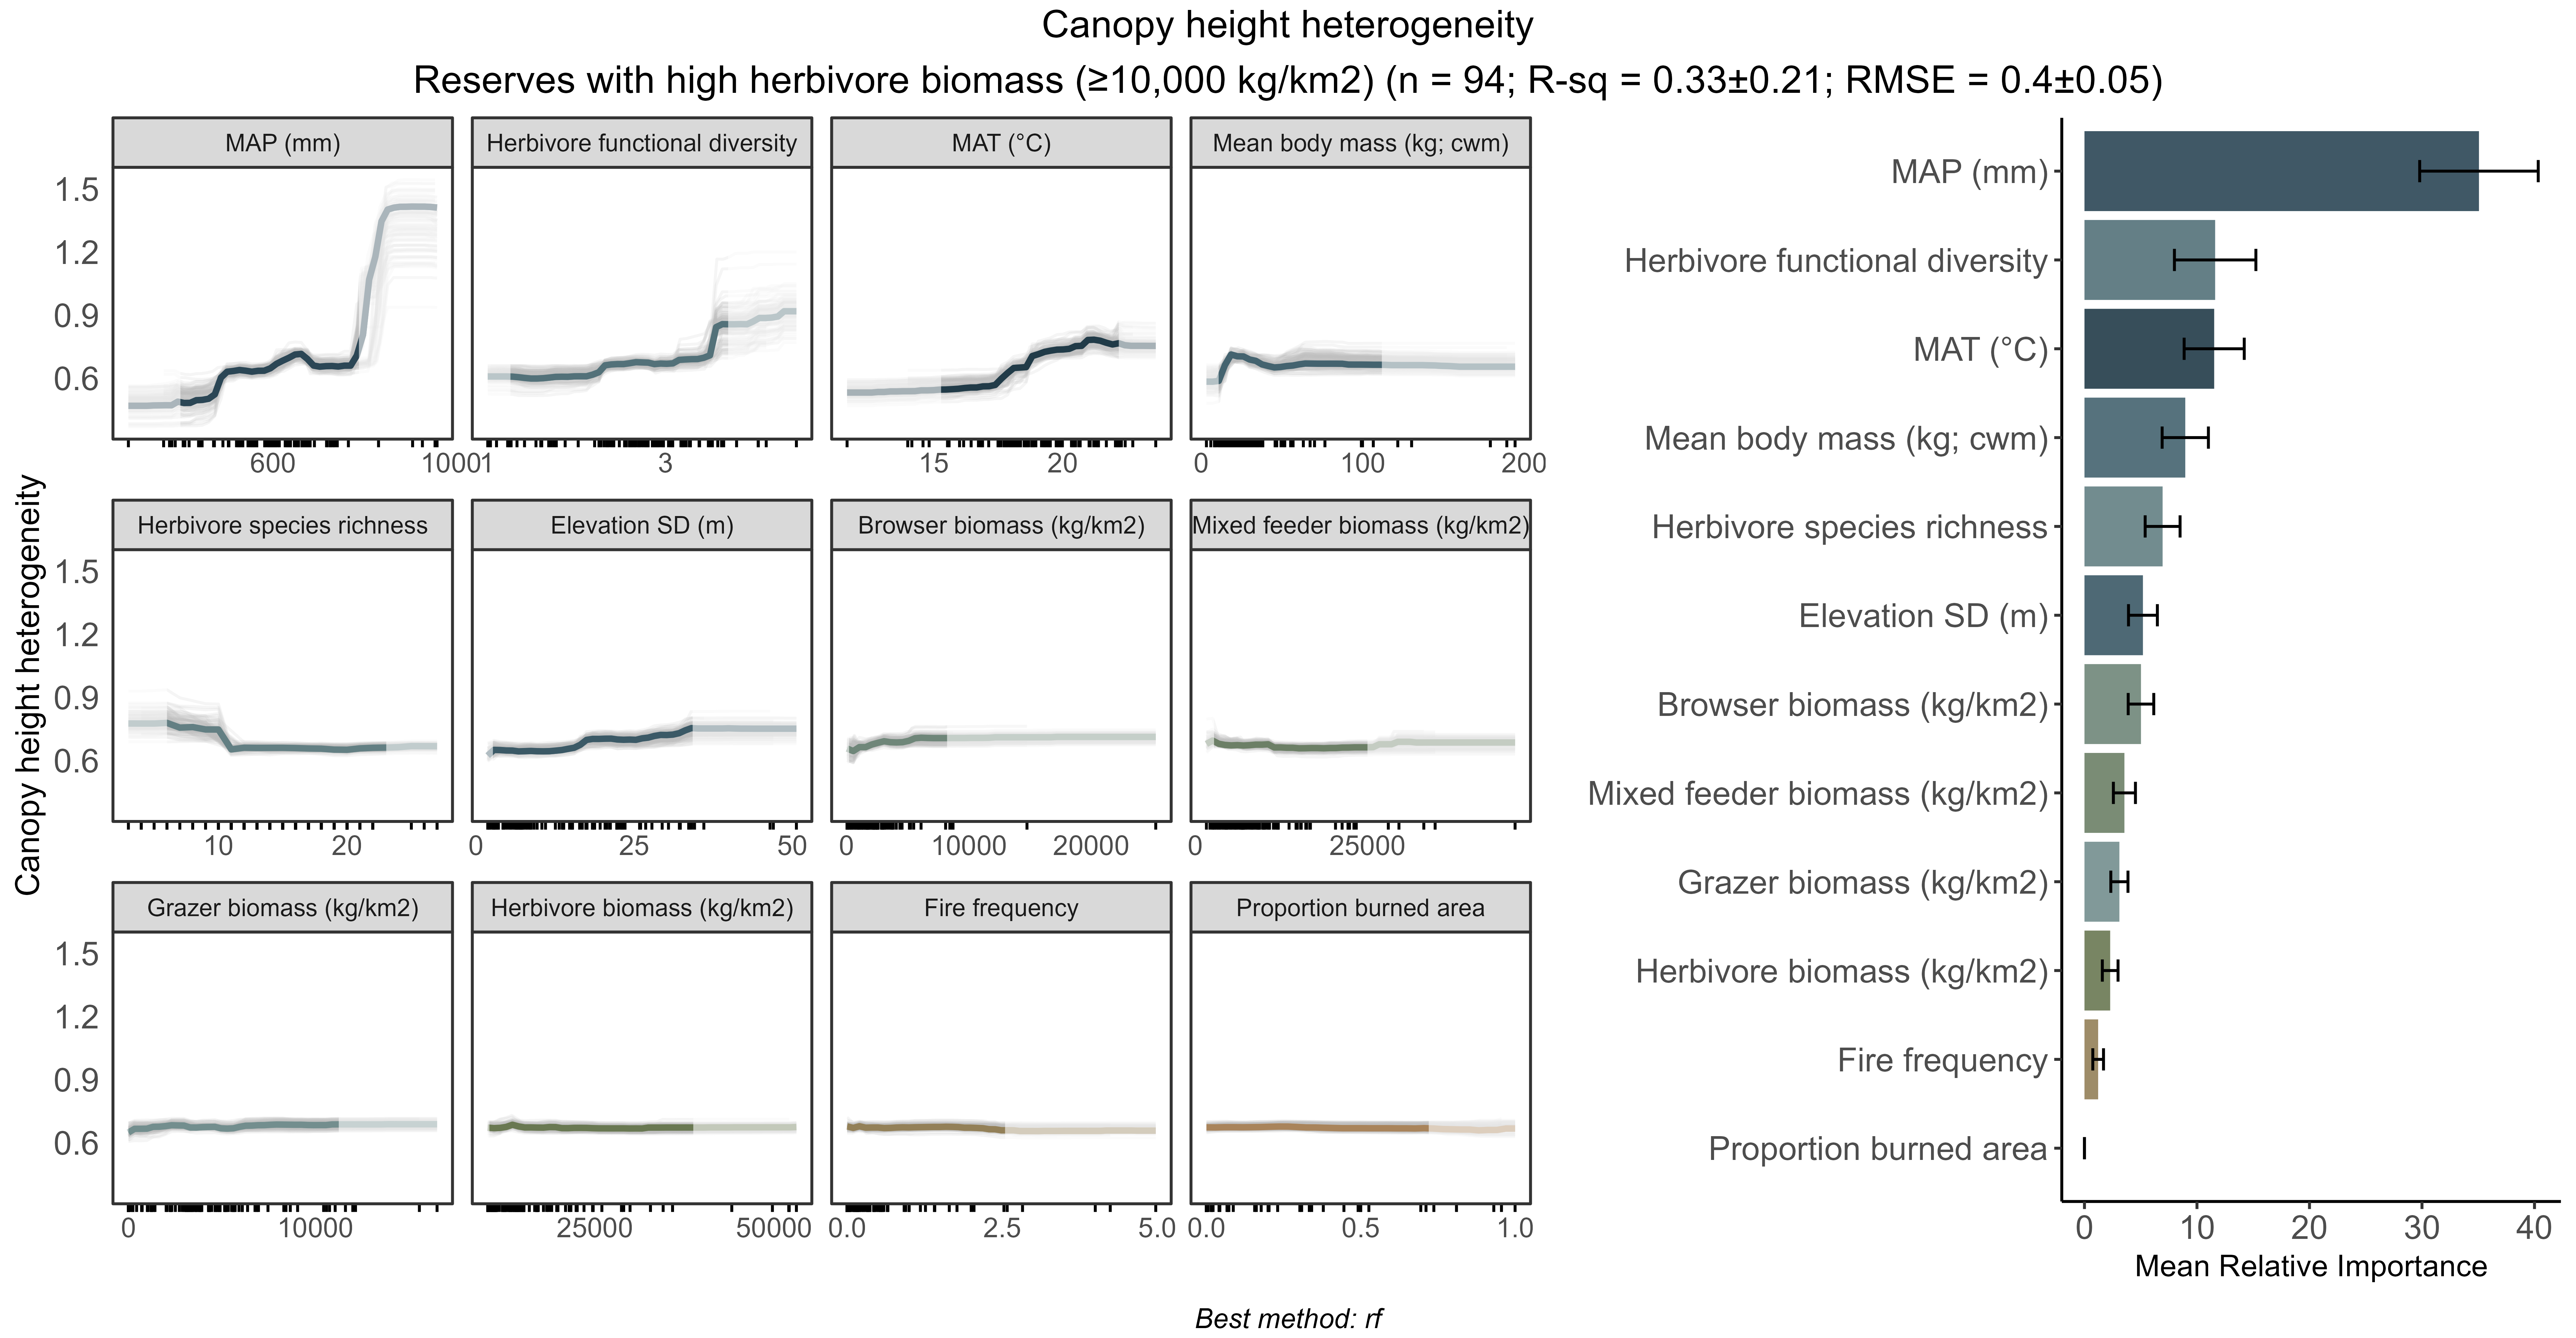 Canopy height heterogeneity
Reserves with high herbivore biomass (≥10,000 kg/km2) (n = 94; R-sq = 0.33±0.21; RMSE = 0.4±0.05)
Canopy height heterogeneity
MAP (mm)
Herbivore functional diversity
MAT (°C)
Mean body mass (kg; cwm)
1.5
1.2
0.9
0.6
600
1000
1
3
15
20
0
100
200
Herbivore species richness
Elevation SD (m)
Browser biomass (kg/km2)
Mixed feeder biomass (kg/km2)
1.5
1.2
0.9
0.6
10
20
0
25
50
0
10000
20000
0
25000
Grazer biomass (kg/km2)
Herbivore biomass (kg/km2)
Fire frequency
Proportion burned area
1.5
1.2
0.9
0.6
0
10000
25000
50000
0.0
2.5
5.0
0.0
0.5
1.0
MAP (mm)
Herbivore functional diversity
MAT (°C)
Mean body mass (kg; cwm)
Herbivore species richness
Elevation SD (m)
Browser biomass (kg/km2)
Mixed feeder biomass (kg/km2)
Grazer biomass (kg/km2)
Herbivore biomass (kg/km2)
Fire frequency
Proportion burned area
0
10
20
30
40
Mean Relative Importance
Best method: rf